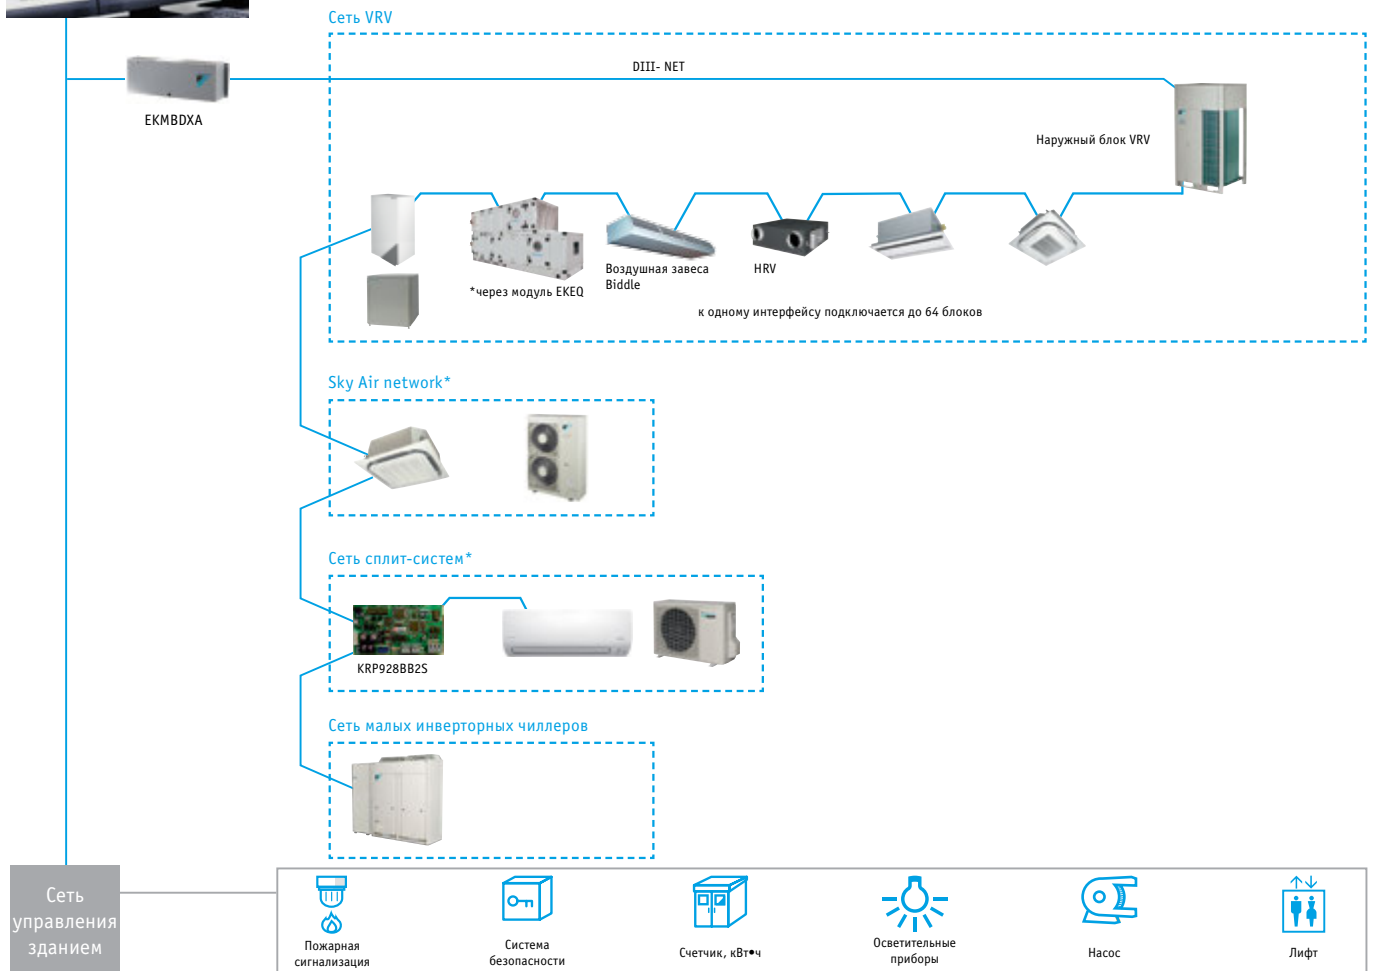 Сеть VRV
DIII- NET
EKMBDXA
Наружный блок VRV
Воздушная завеса
Biddle
HRV
*через модуль EKEQ
к одному интерфейсу подключается до 64 блоков
Sky Air network*
Сеть сплит-систем*
KRP928BB2S
Сеть малых инверторных чиллеров
Сеть
управления
зданием
Пожарная
сигнализация
Система
безопасности
Счетчик, кВт•ч
Осветительные
приборы
Насос
Лифт